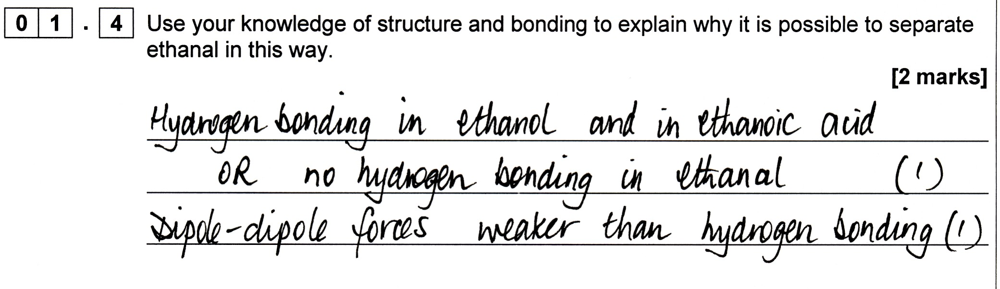 01.4 Use your knowledge of structure and bonding to explain why it is possible to separate
ethanal in this way.
[2 marks]
Hydrogen bonding in ethanol and in ethanoic acid
OR no hydrogen bonding in ethanal (1)
Dipole-dipole forces weaker than hydrogen bonding (1)